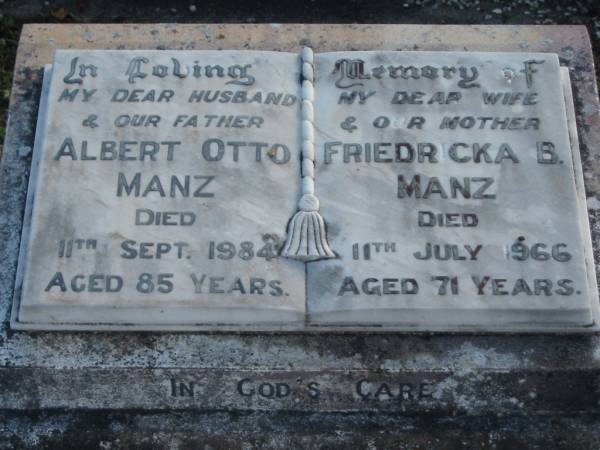 In Loving
MY DEAR HUSBAND
& OUR FATHER
ALBERT OTTO
MANZ
DIED
11TH SEPT. 1984
AGED 85 YEARS.
Memory of
MY DEAR WIFE
& OUR MOTHER
FRIEDRICKA B.
MANZ
DIED
11TH JULY 1966
AGED 71 YEARS.
IN GOD'S CARE